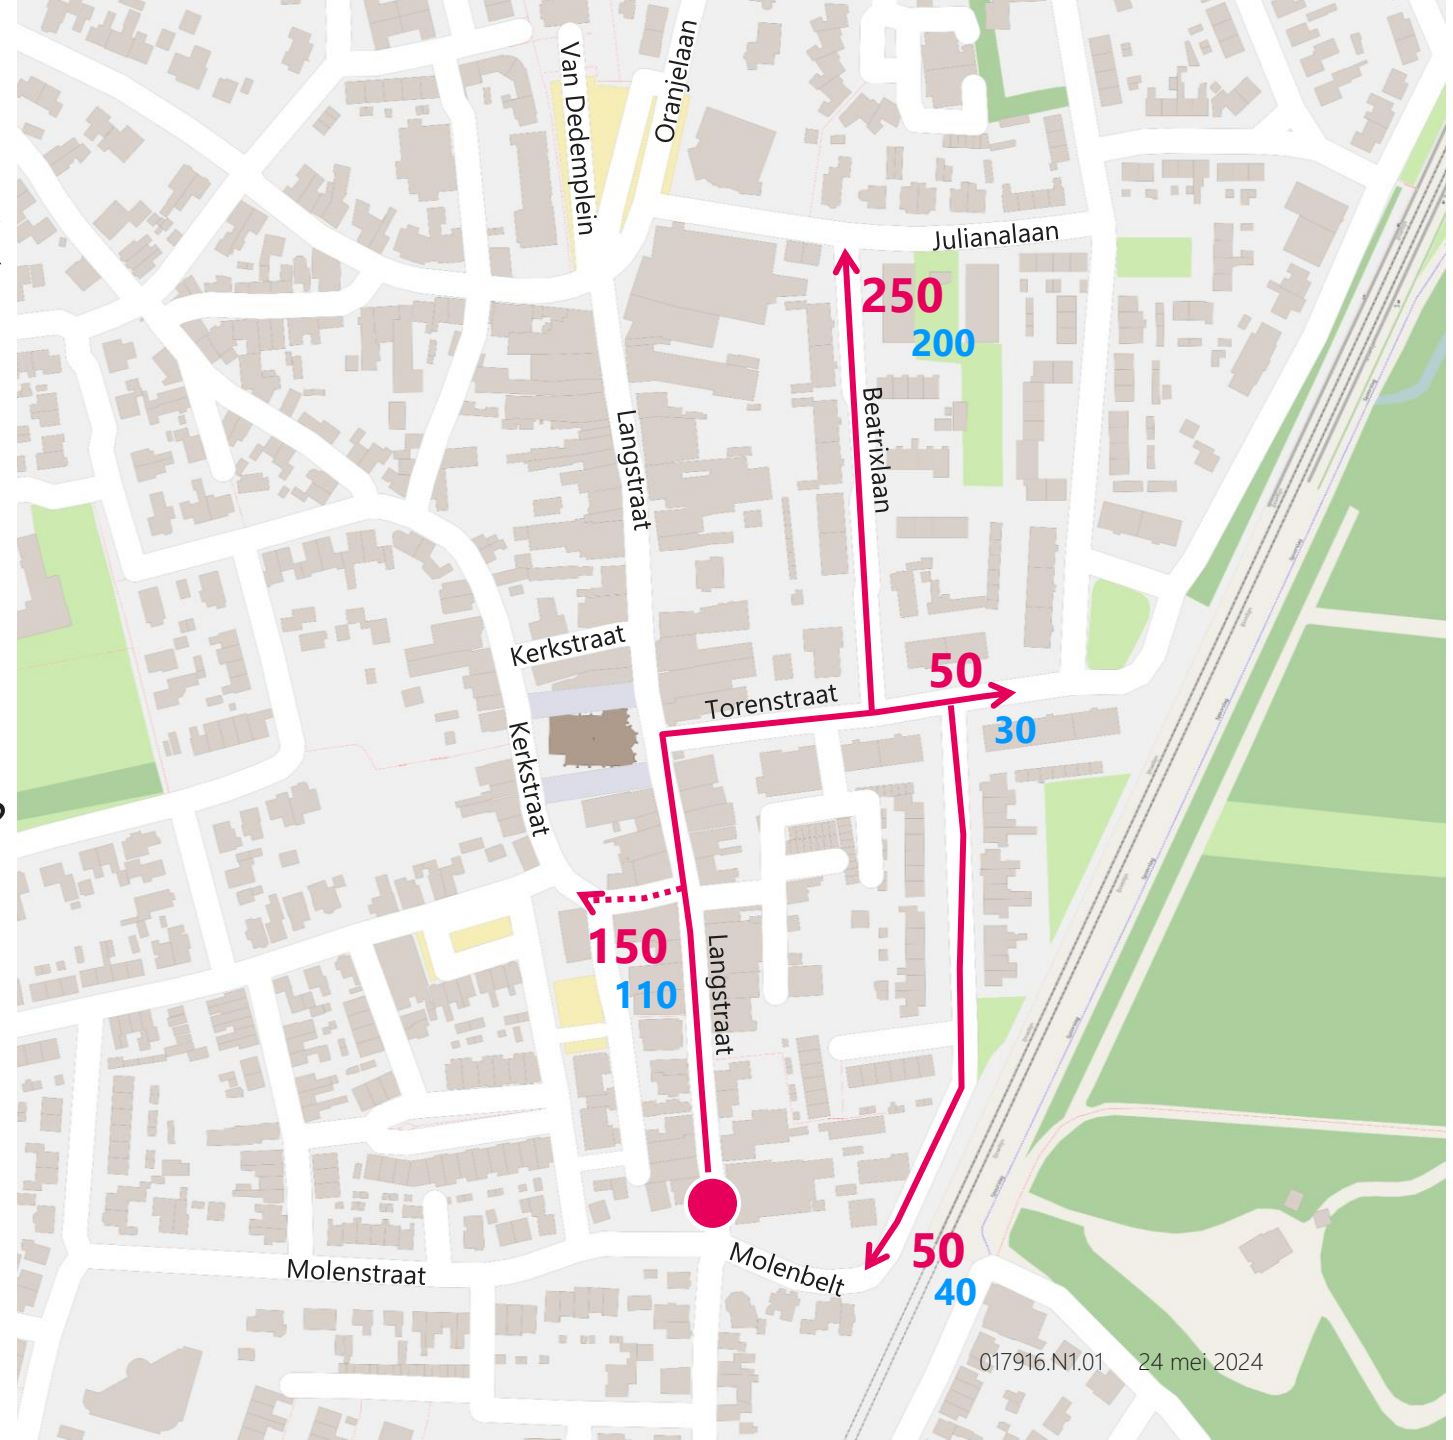 Van Dedemplein
Oranjelaan
Julianalaan
250
200
Beatrixlaan
Langstraat
Kerkstraat
50
Torenstraat
30
Kerkstraat
150
Langstraat
110
Molenbelt
50
Molenstraat
40
017916.N1.01 24 mei 2024